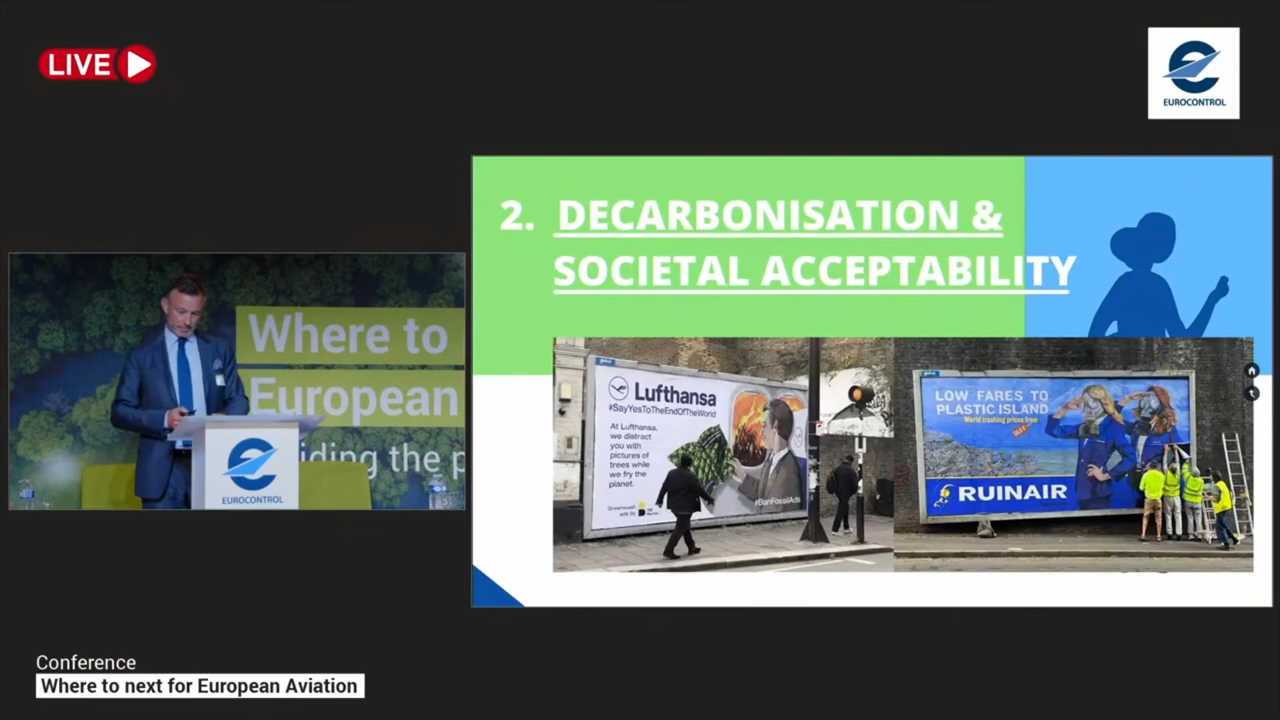 LIVE
EUROCONTROL
2. DECARBONISATION &
SOCIETAL ACCEPTABILITY
Where to
European
iding the p
EUROCONTROL
Lufthansa
#SayYesToTheEndOfTheWorld
At Lufthansa,
we distract
you with
pictures of
trees while
we fry the
planet.
#BanFossilAds
LOW FARES TO
PLASTIC ISLAND
World trashing prices from
RUINAIR
Conference
Where to next for European Aviation